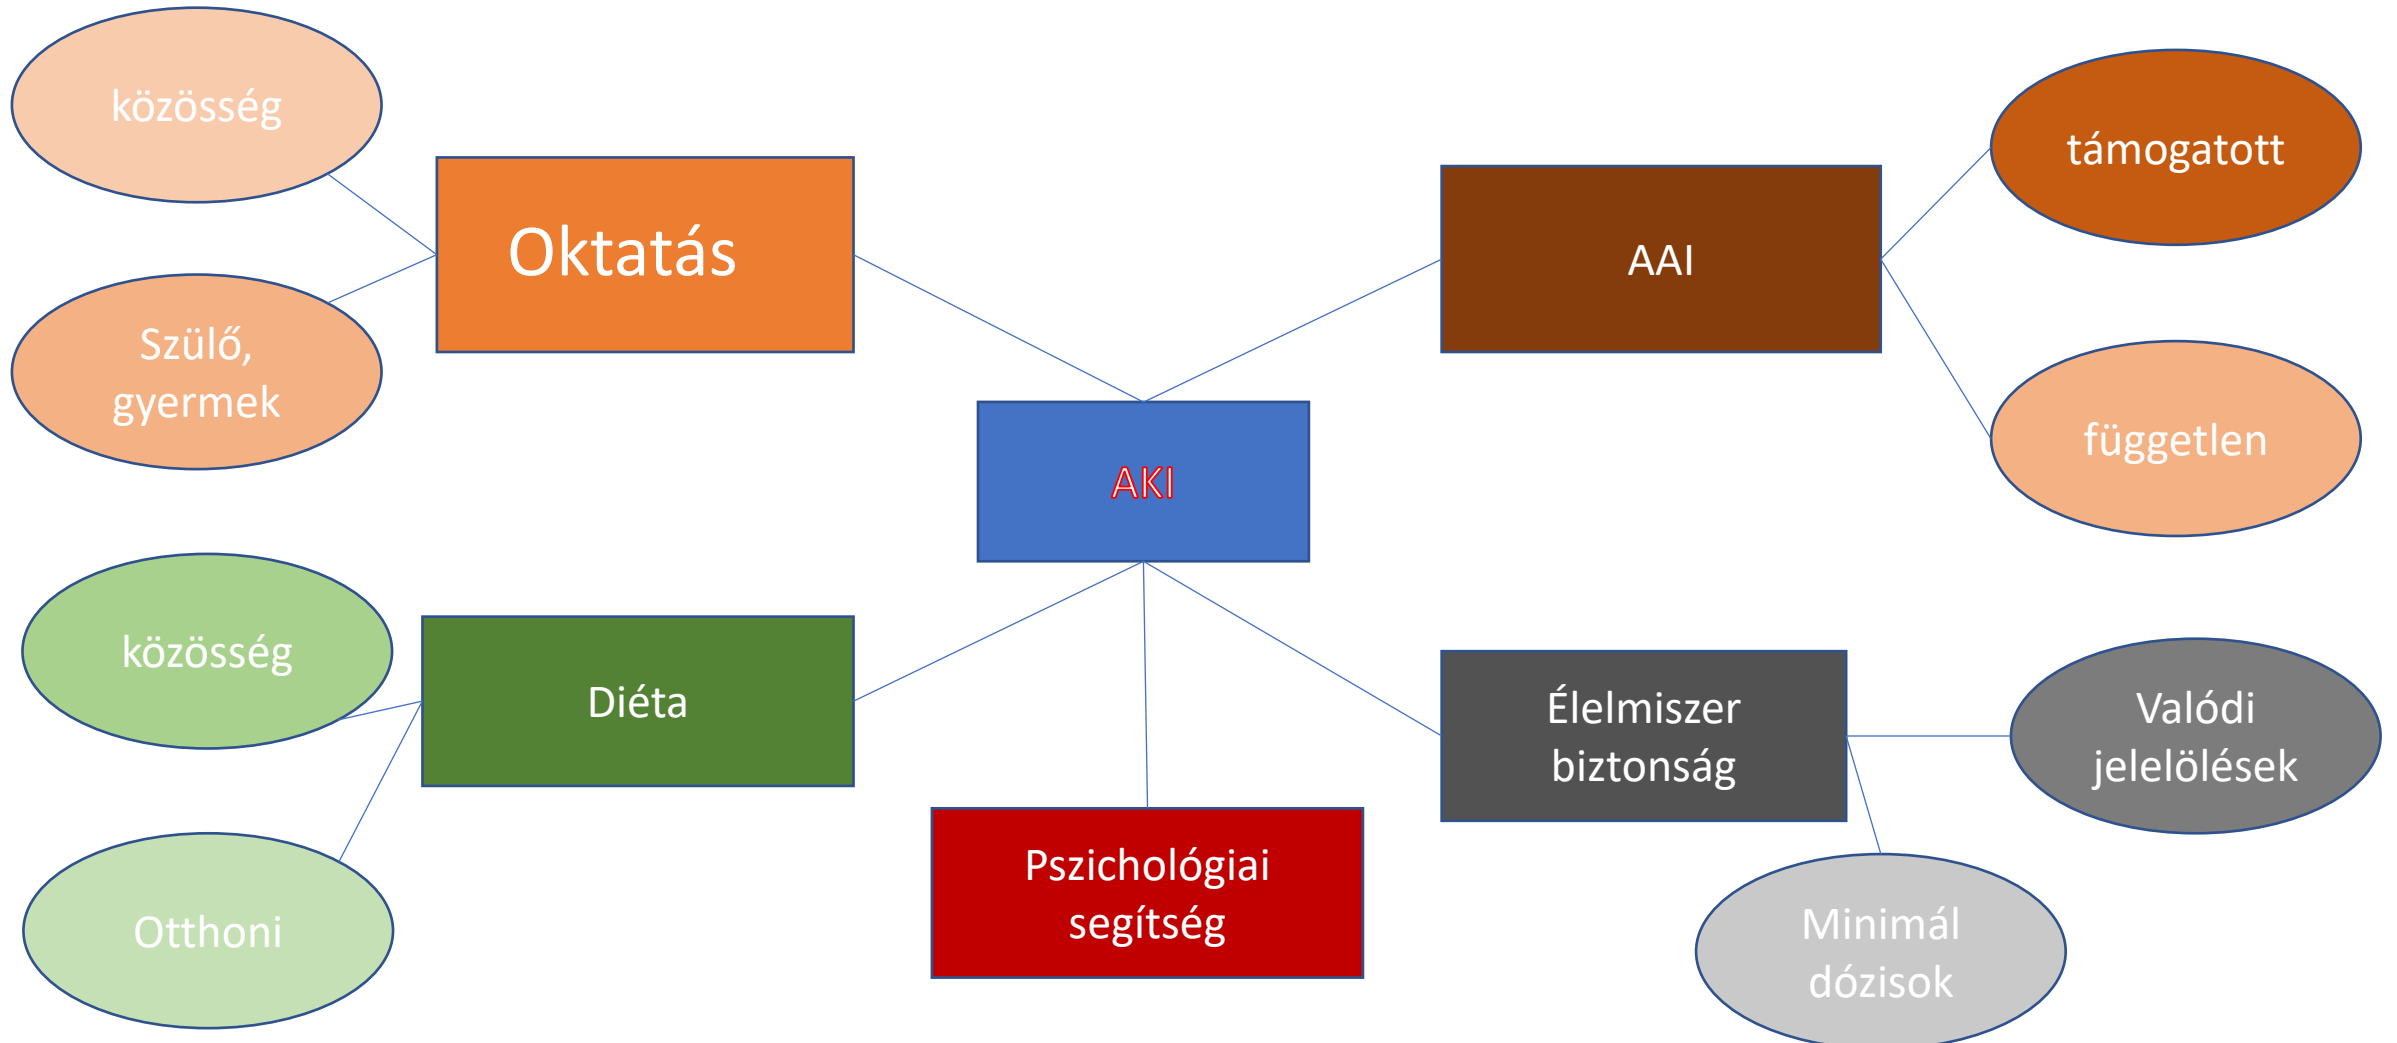 közösség
Szülő,
gyermek
Oktatás
AAI
támogatott
független
AKI
közösség
Otthoni
Diéta
Pszichológiai
segítség
Élelmiszer
biztonság
Valódi
jelelölések
Minimál
dózisok